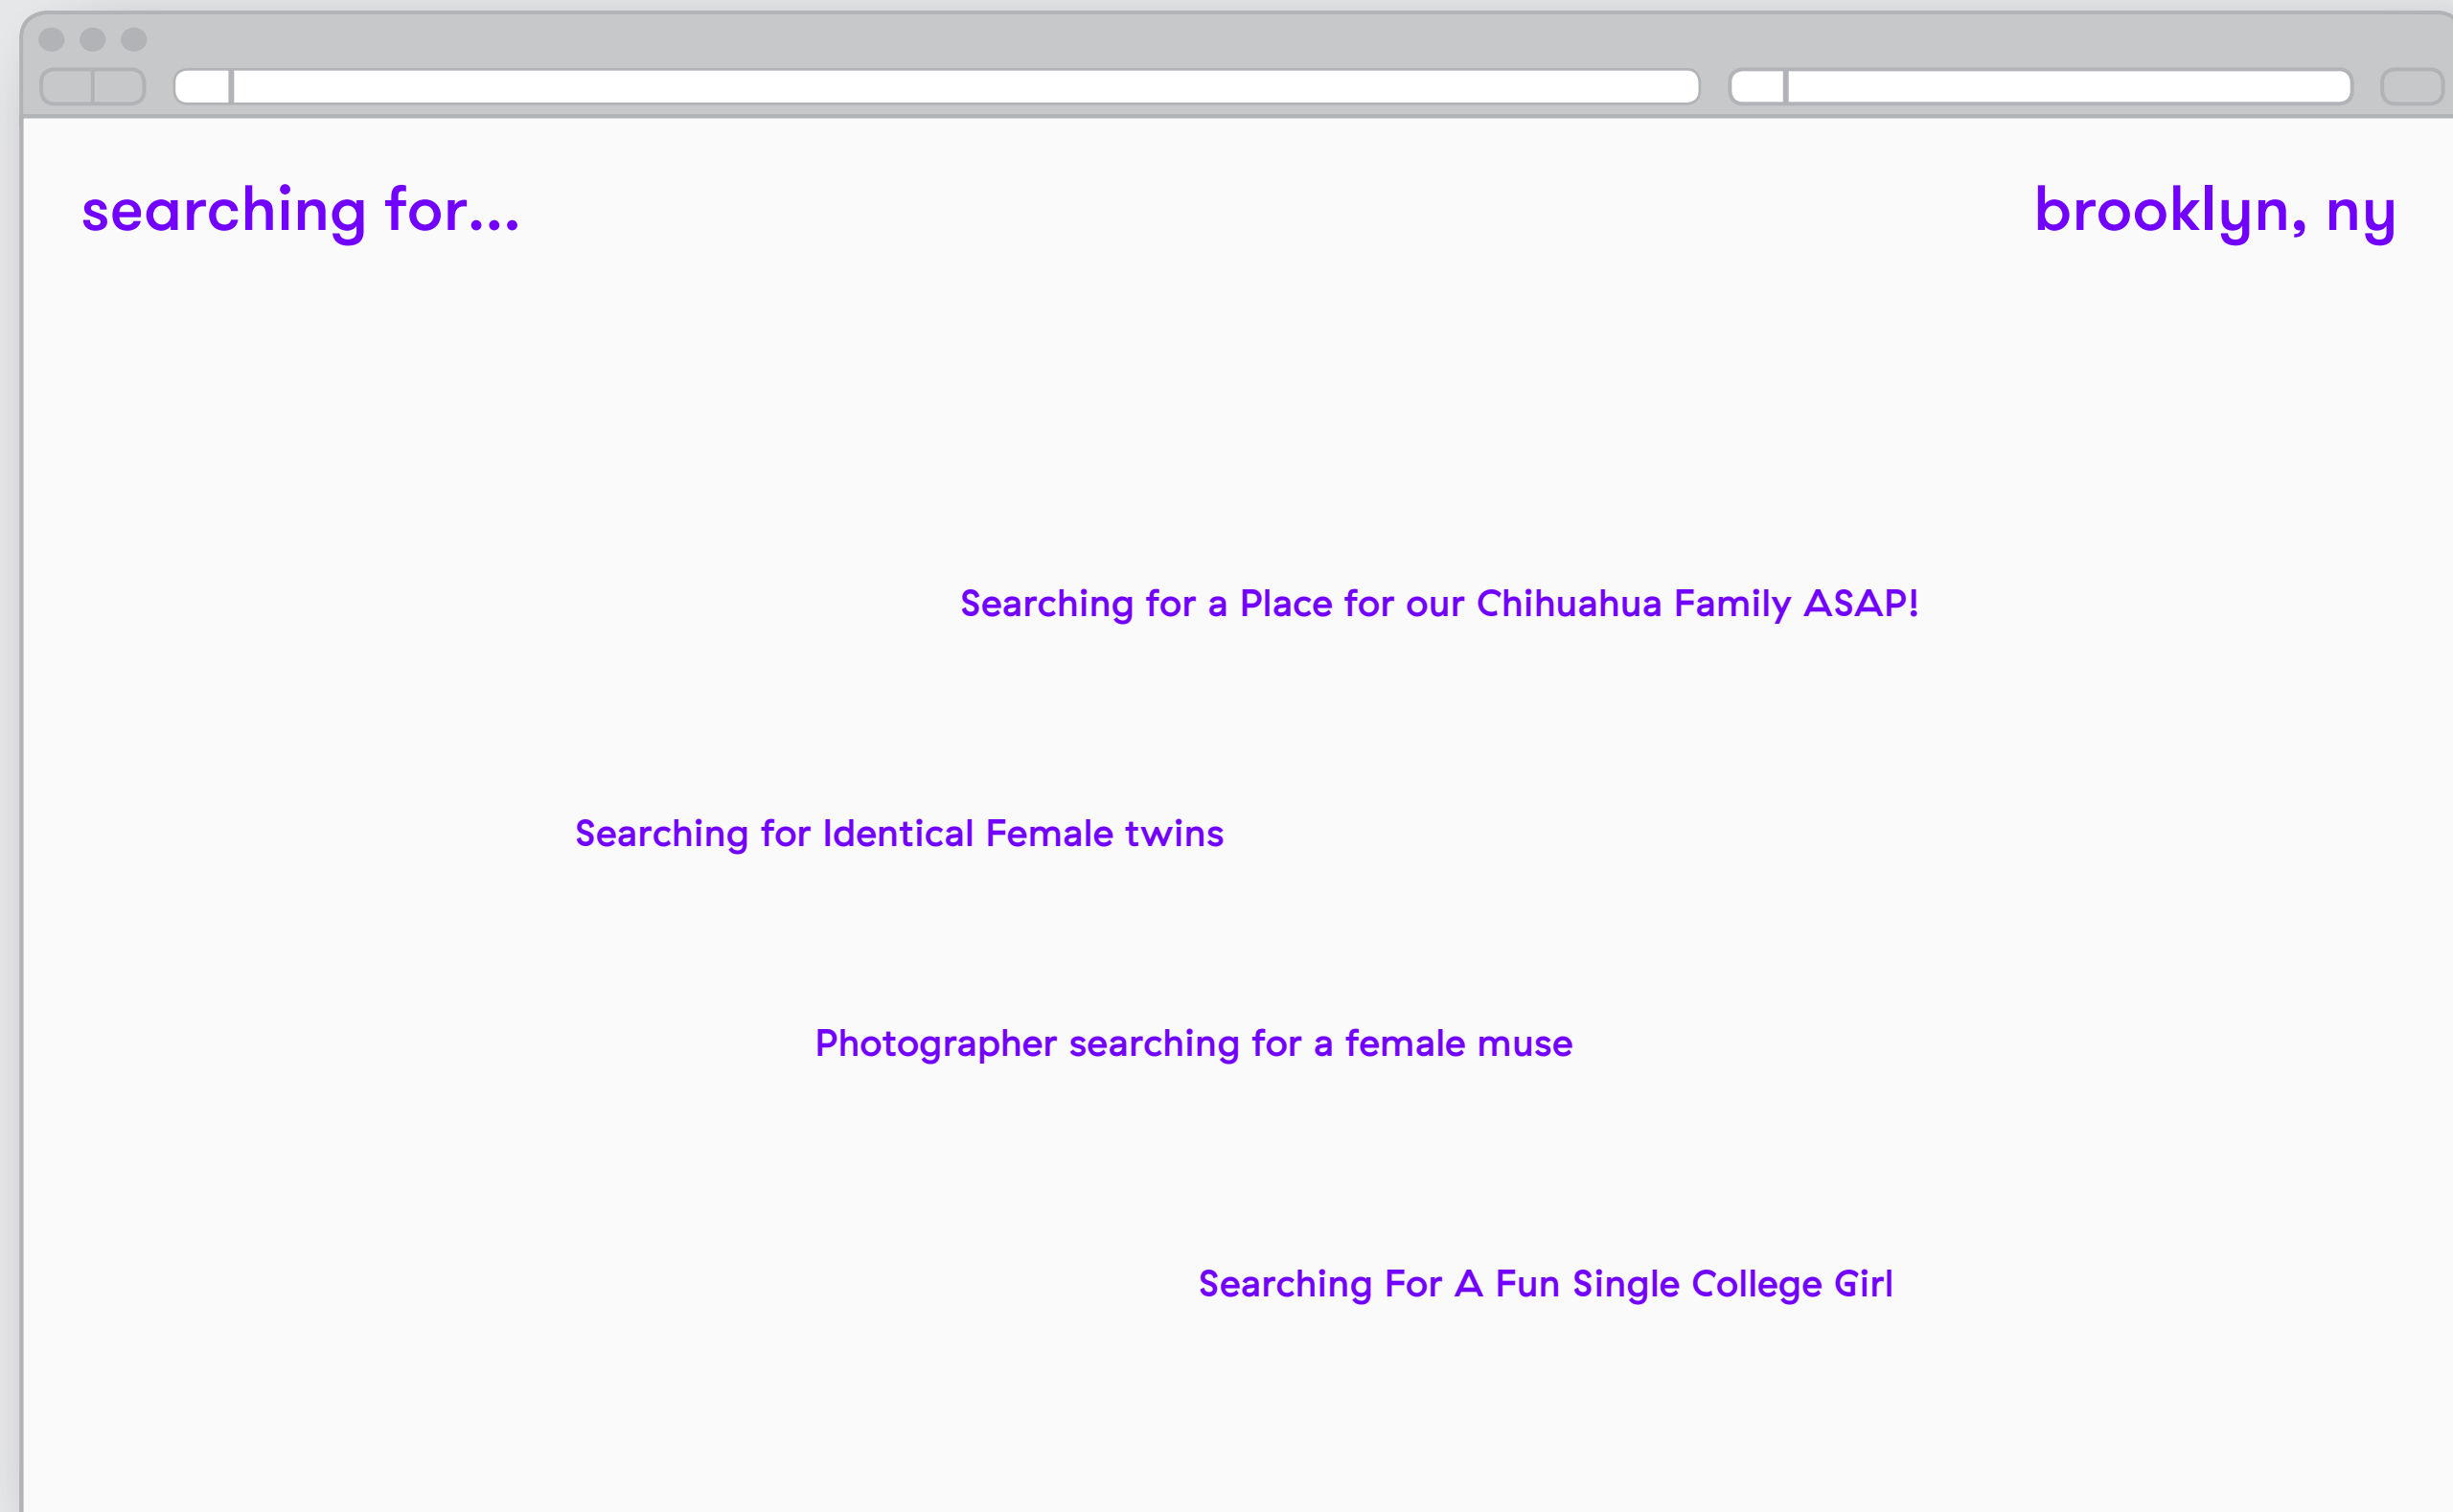 searching for...
brooklyn, ny
Searching for a Place for our Chihuahua Family ASAP!
Searching for Identical Female twins
Photographer searching for a female muse
Searching For A Fun Single College Girl